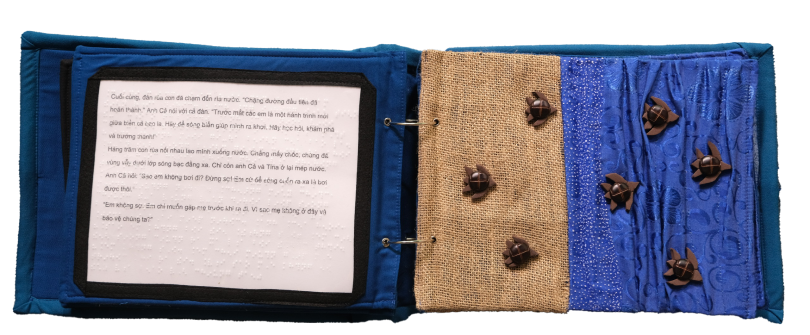 Cuối cùng, đàn rùa con đã chạm đến rìa nước. "Chặng đường đầu tiên đã
hoàn thành." Anh Cả nói với cả đàn. "Trước mắt các em là một hành trình mới
giữa biển cả bao la. Hãy để sóng biển giúp mình ra khơi. Hãy học hỏi, khám phá
và trưởng thành!"
Hàng trăm con rùa nối nhau lao mình xuống nước. Chẳng mấy chốc, chúng đã
vùng vẫy dưới lớp sóng bạc đằng xa. Chỉ còn anh Cả và Tina ở lại mép nước.
Anh Cả hỏi: "Sao em không bơi đi? Đừng sợ! Em cứ để sóng cuốn ra xa là bơi
được thôi."
"Em không sợ. Em chỉ muốn gặp mẹ trước khi ra đi. Vì sao mẹ không ở đây và
bảo vệ chúng ta?"